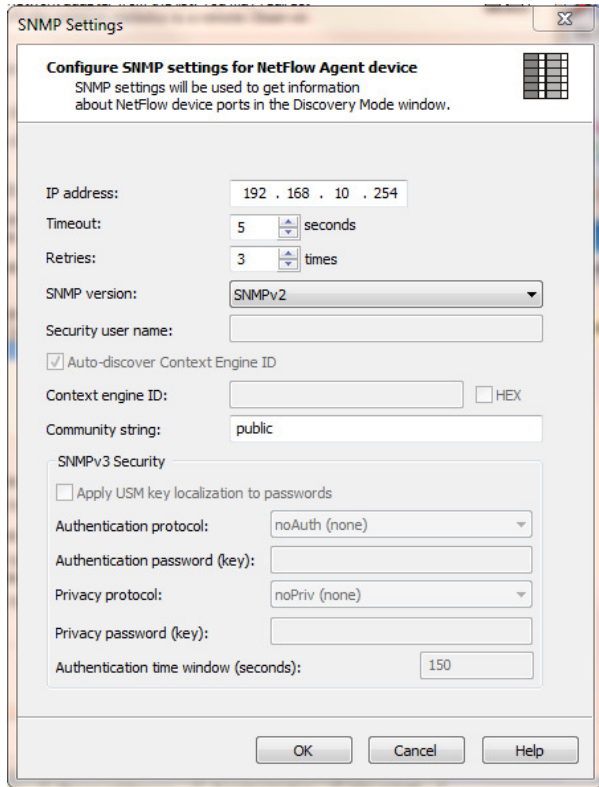 SNMP Settings
Configure SNMP settings for NetFlow Agent device
SNMP settings will be used to get information
about NetFlow device ports in the Discovery Mode window.
IP address: 192 . 168 . 10 . 254
Timeout: 5 seconds
Retries: 3 times
SNMP version: SNMPv2
Security user name:
Auto-discover Context Engine ID
Context engine ID: HEX
Community string: public
SNMPv3 Security
Apply USM key localization to passwords
Authentication protocol: noAuth (none)
Authentication password (key):
Privacy protocol: noPriv (none)
Privacy password (key):
Authentication time window (seconds): 150
OK Cancel Help